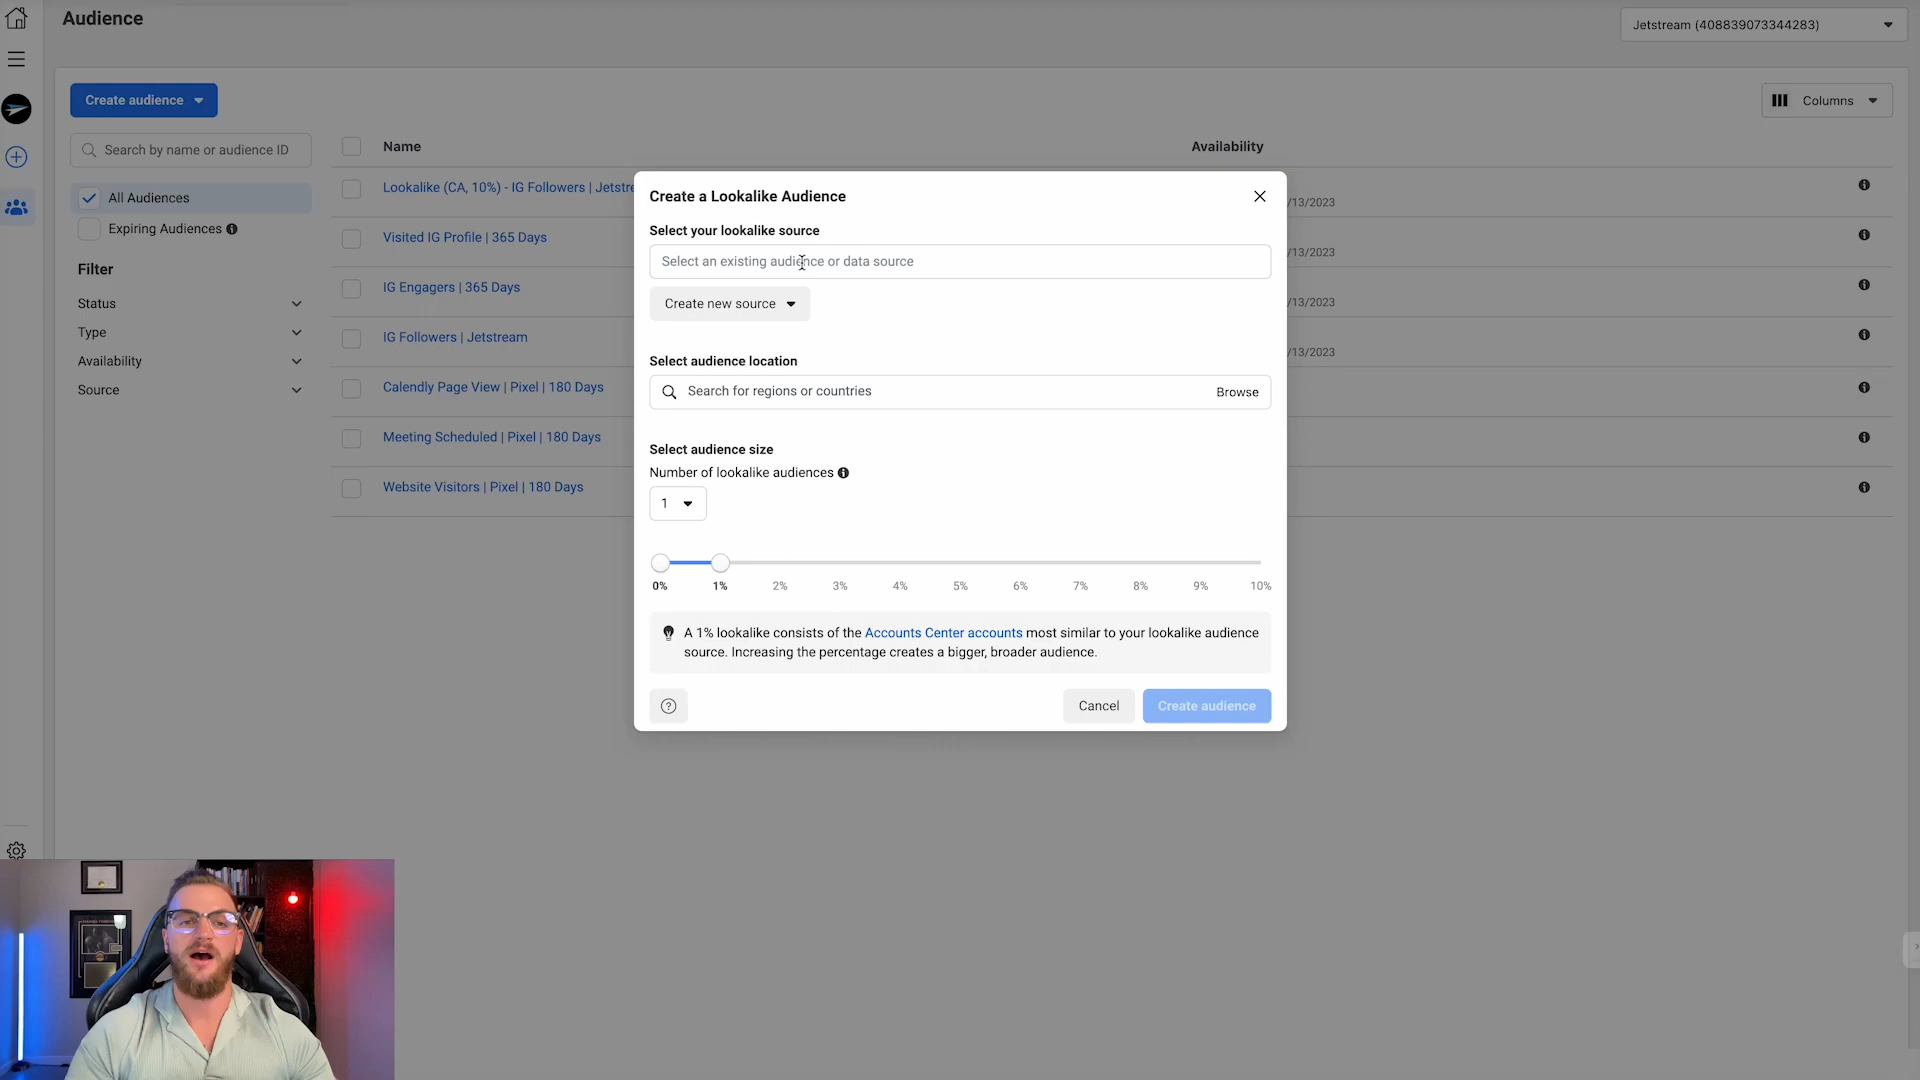 Audience
Jetstream (408839073344283)
Create audience
Columns
Search by name or audience ID
Name
Availability
All Audiences
Expiring Audiences
Filter
Status
Type
Availability
Source
Lookalike (CA, 10%) - IG Followers | Jetstre
/13/2023
Visited IG Profile | 365 Days
/13/2023
IG Engagers | 365 Days
/13/2023
IG Followers | Jetstream
/13/2023
Calendly Page View | Pixel | 180 Days
Meeting Scheduled | Pixel | 180 Days
Website Visitors | Pixel | 180 Days
Create a Lookalike Audience
Select your lookalike source
Select an existing audience or data source
Create new source
Select audience location
Search for regions or countries
Browse
Select audience size
Number of lookalike audiences
1
0% 1% 2% 3% 4% 5% 6% 7% 8% 9% 10%
A 1% lookalike consists of the Accounts Center accounts most similar to your lookalike audience
source. Increasing the percentage creates a bigger, broader audience.
Cancel
Create audience